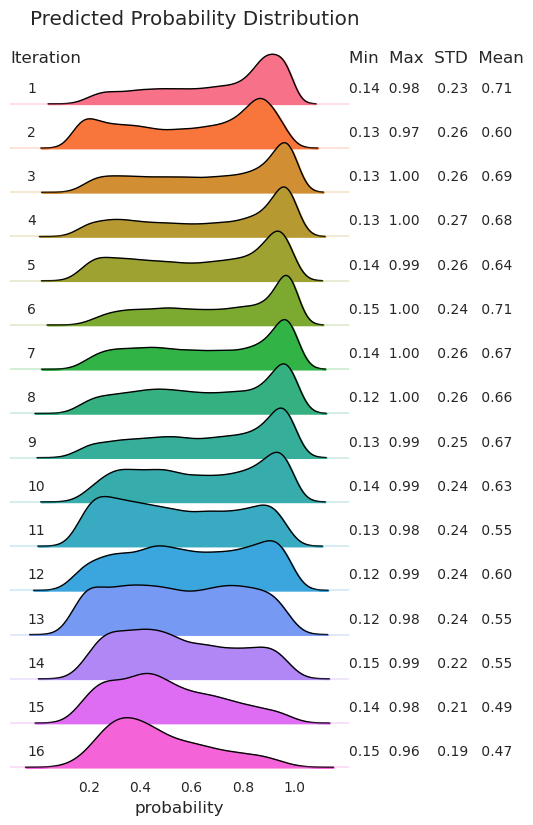 Predicted Probability Distribution
Iteration Min Max STD Mean
1 0.14 0.98 0.23 0.71
2 0.13 0.97 0.26 0.60
3 0.13 1.00 0.26 0.69
4 0.13 1.00 0.27 0.68
5 0.14 0.99 0.26 0.64
6 0.15 1.00 0.24 0.71
7 0.14 1.00 0.26 0.67
8 0.12 1.00 0.26 0.66
9 0.13 0.99 0.25 0.67
10 0.14 0.99 0.24 0.63
11 0.13 0.98 0.24 0.55
12 0.12 0.99 0.24 0.60
13 0.12 0.98 0.24 0.55
14 0.15 0.99 0.22 0.55
15 0.14 0.98 0.21 0.49
16 0.15 0.96 0.19 0.47
0.2 0.4 0.6 0.8 1.0
probability